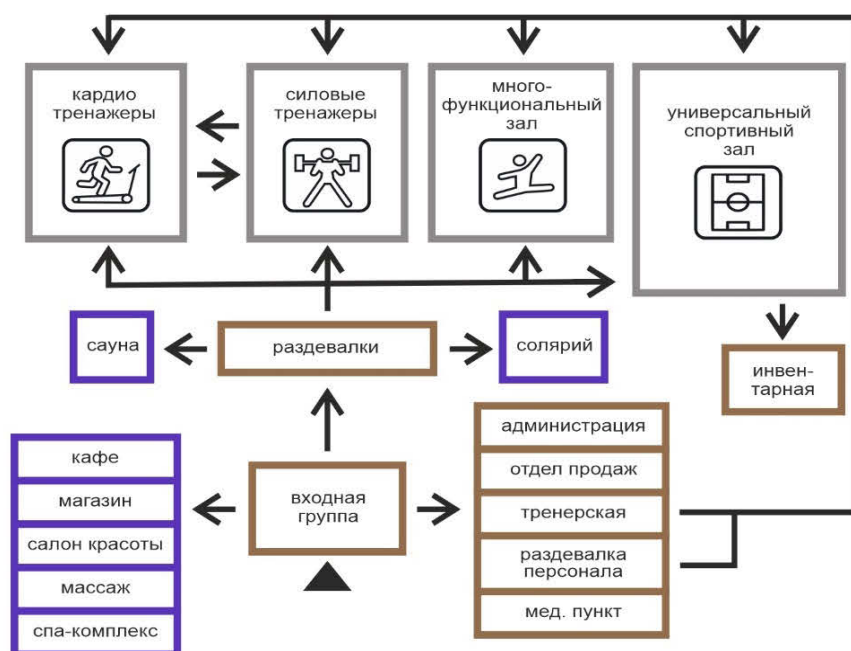 кардио
тренажеры
силовые
тренажеры
много-
функциональный
зал
универсальный
спортивный
зал
сауна
раздевалки
солярий
инвен-
тарная
кафе
магазин
салон красоты
массаж
спа-комплекс
входная
группа
администрация
отдел продаж
тренерская
раздевалка
персонала
мед. пункт